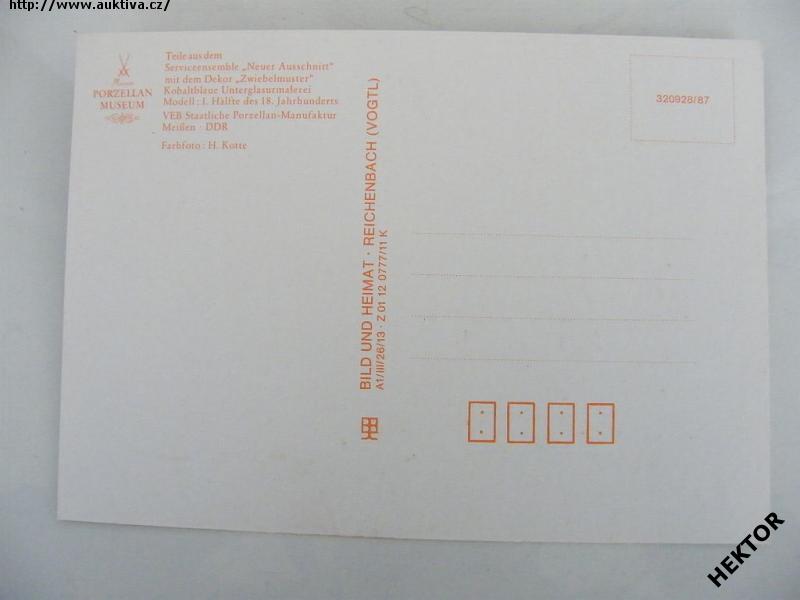 http://www.auktiva.cz/
Meissen
PORZELLAN
MUSEUM
Teile aus dem
Serviceensemble „Neuer Ausschnitt"
mit dem Dekor „Zwiebelmuster"
Kobaltblaue Unterglasurmalerei
Modell: 1. Hälfte des 18. Jahrhunderts
VEB Staatliche Porzellan-Manufaktur
Meißen · DDR
Farbfoto: H. Kotte
BILD UND HEIMAT · REICHENBACH (VOGTL)
A1/III/26/13 · Z 01 12 0777/11 K
320928/87
HEKTOR